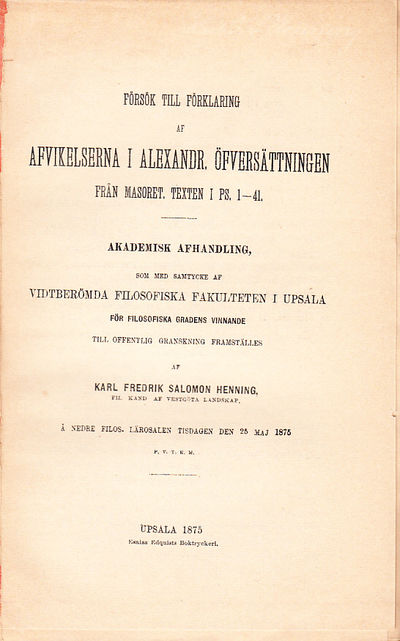 FÖRSÖK TILL FÖRKLARING
AF
AFVIKELSERNA I ALEXANDR. ÖFVERSÄTTNINGEN
FRÅN MASORET. TEXTEN I PS. 1—41.
AKADEMISK AFHANDLING,
SOM MED SAMTYCKE AF
VIDTBERÖMDA FILOSOFISKA FAKULTETEN I UPSALA
FÖR FILOSOFISKA GRADENS VINNANDE
TILL OFFENTLIG GRANSKNING FRAMSTÄLLES
AF
KARL FREDRIK SALOMON HENNING,
FIL. KAND. AF VESTGÖTA LANDSKAP.
Å NEDRE FILOS. LÄROSALEN TISDAGEN DEN 25 MAJ 1875
P. V. T. E. M.
UPSALA 1875
Esaias Edquists Boktryckeri.